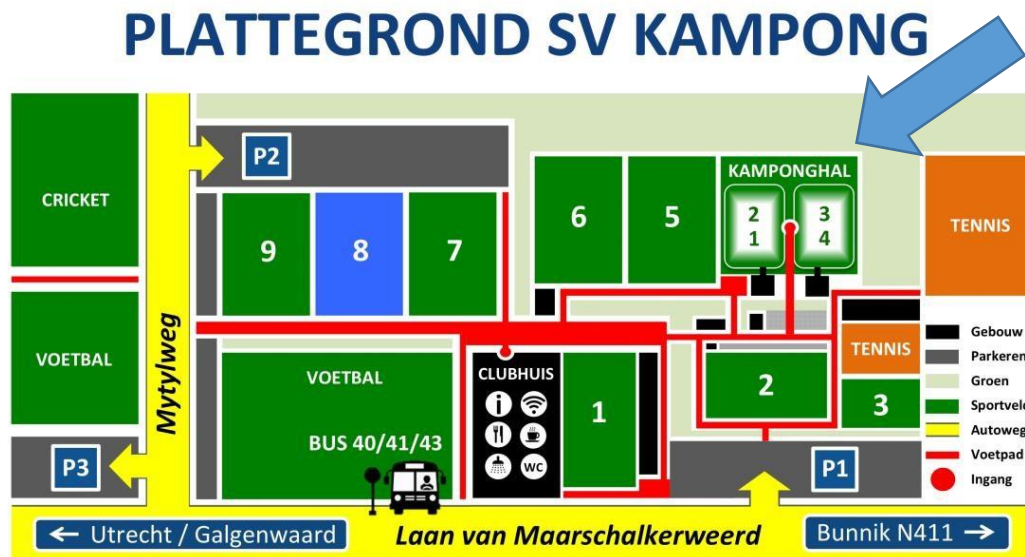 PLATTEGROND SV KAMPONG
P2
CRICKET
KAMPONGHAL
6
5
2
1
3
4
TENNIS
9
8
7
Mytylweg
VOETBAL
VOETBAL
CLUBHUIS
WC
1
2
TENNIS
3
BUS 40/41/43
P3
P1
Gebouw
Parkeren
Groen
Sportveld
Autoweg
Voetpad
Ingang
← Utrecht / Galgenwaard
Laan van Maarschalkerweerd
Bunnik N411 →